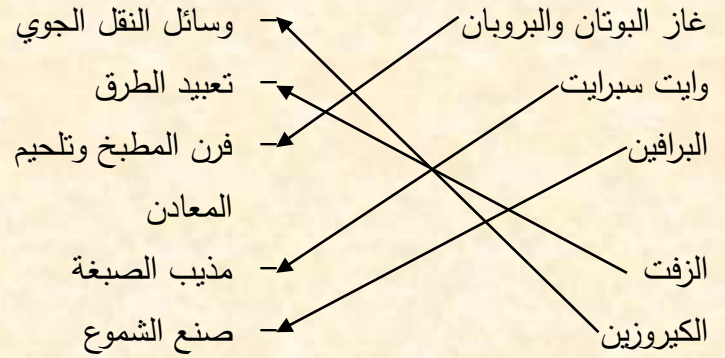 غاز البوتان والبروبان – وسائل النقل الجوي
وايت سبرايت – تعبيد الطرق
البرافين – فرن المطبخ وتلحيم
المعادن
الزفت – مذيب الصبغة
الكيروزين – صنع الشموع